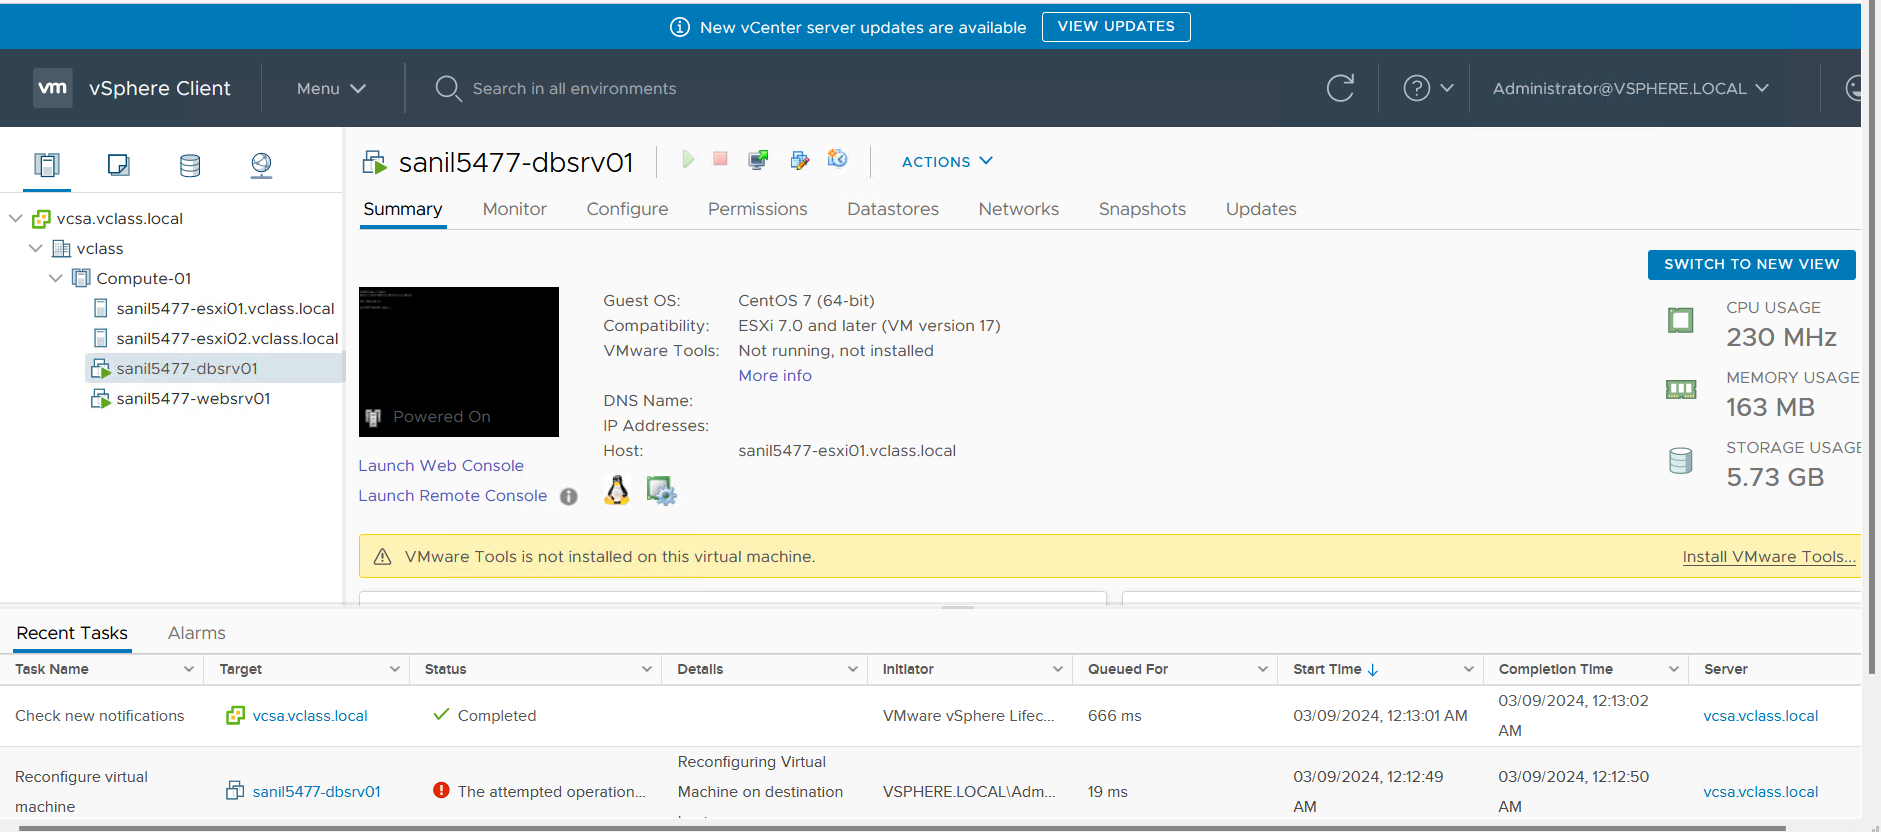 New vCenter server updates are available VIEW UPDATES
vm vSphere Client Menu Search in all environments Administrator@VSPHERE.LOCAL
sanil5477-dbsrv01 ACTIONS
Summary Monitor Configure Permissions Datastores Networks Snapshots Updates
vcsa.vclass.local
vclass
Compute-01
sanil5477-esxi01.vclass.local
sanil5477-esxi02.vclass.local
sanil5477-dbsrv01
sanil5477-websrv01
SWITCH TO NEW VIEW
Powered On
Launch Web Console
Launch Remote Console
Guest OS: CentOS 7 (64-bit)
Compatibility: ESXi 7.0 and later (VM version 17)
VMware Tools: Not running, not installed
More info
DNS Name:
IP Addresses:
Host: sanil5477-esxi01.vclass.local
CPU USAGE
230 MHz
MEMORY USAGE
163 MB
STORAGE USAGE
5.73 GB
VMware Tools is not installed on this virtual machine. Install VMware Tools...
Recent Tasks Alarms
Task Name Target Status Details Initiator Queued For Start Time Completion Time Server
Check new notifications vcsa.vclass.local Completed VMware vSphere Lifec... 666 ms 03/09/2024, 12:13:01 AM 03/09/2024, 12:13:02
AM vcsa.vclass.local
Reconfigure virtual
machine sanil5477-dbsrv01 The attempted operation... Reconfiguring Virtual
Machine on destination
VSPHERE.LOCAL\Adm... 19 ms 03/09/2024, 12:12:49
AM 03/09/2024, 12:12:50
AM vcsa.vclass.local